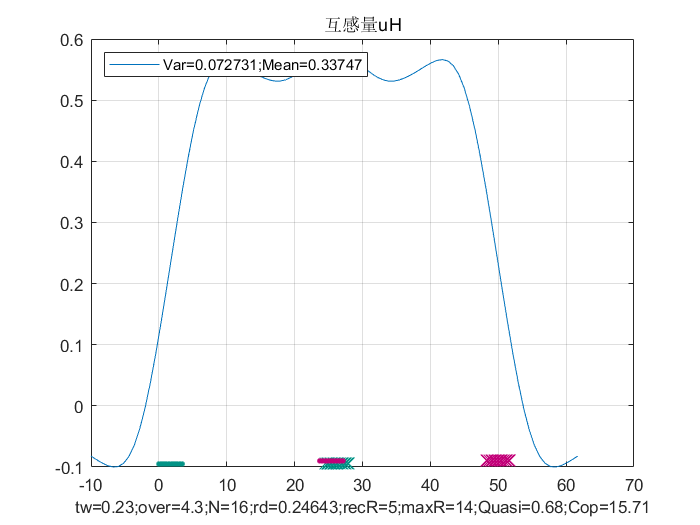 互感量uH
0.6
Var=0.072731;Mean=0.33747
0.5
0.4
0.3
0.2
0.1
0
-0.1
-10 0 10 20 30 40 50 60 70
tw=0.23;over=4.3;N=16;rd=0.24643;recR=5;maxR=14;Quasi=0.68;Cop=15.71